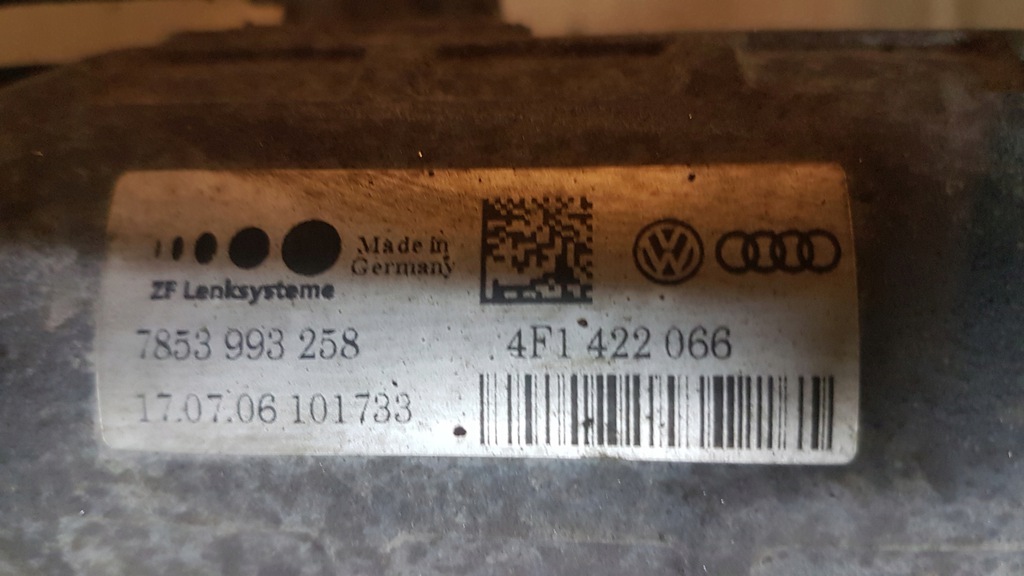 Made in
Germany
ZF Lenksysteme
7853 993 258
4F1 422 066
17.07.06 101733